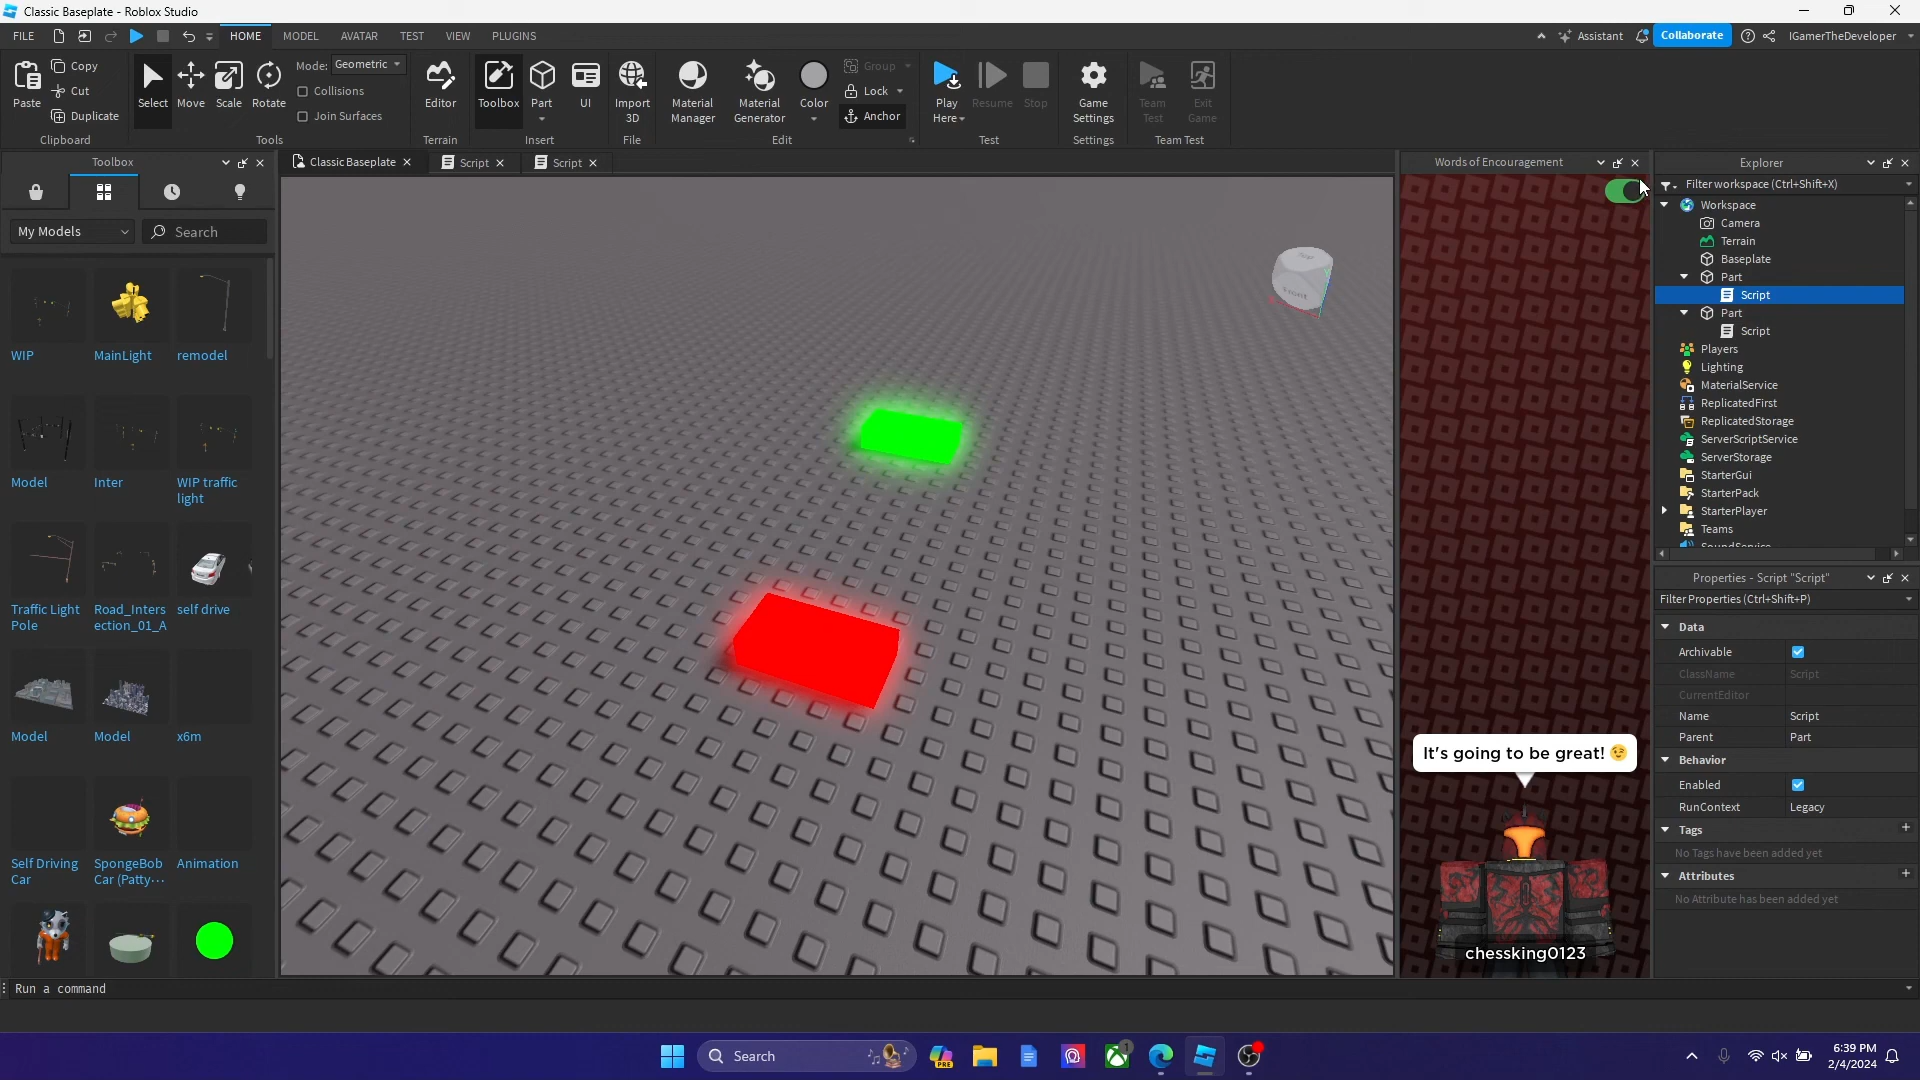 Classic Baseplate - Roblox Studio
FILE
HOME
MODEL
AVATAR
TEST
VIEW
PLUGINS
Assistant
Collaborate
IGamerTheDeveloper
Paste
Copy
Cut
Duplicate
Clipboard
Select
Move
Scale
Rotate
Mode: Geometric
Collisions
Join Surfaces
Tools
Editor
Terrain
Toolbox
Part
UI
Insert
Import
3D
File
Material
Manager
Material
Generator
Color
Group
Lock
Anchor
Edit
Play
Here
Resume
Stop
Test
Game
Settings
Settings
Team
Test
Exit
Game
Team Test
Toolbox
My Models
Search
WIP
MainLight
remodel
Model
Inter
WIP traffic
light
Traffic Light
Pole
Road_Inters
ection_01_A
self drive
Model
Model
x6m
Self Driving
Car
SpongeBob
Car (Patty···
Animation
Classic Baseplate
Script
Script
Words of Encouragement
It's going to be great! 😉
chessking0123
Explorer
Filter workspace (Ctrl+Shift+X)
Workspace
Camera
Terrain
Baseplate
Part
Script
Part
Script
Players
Lighting
MaterialService
ReplicatedFirst
ReplicatedStorage
ServerScriptService
ServerStorage
StarterGui
StarterPack
StarterPlayer
Teams
SoundService
Properties - Script "Script"
Filter Properties (Ctrl+Shift+P)
Data
Archivable
ClassName Script
CurrentEditor
Name Script
Parent Part
Behavior
Enabled
RunContext Legacy
Tags
No Tags have been added yet
Attributes
No Attribute has been added yet
Run a command
Search
PRE
1
6:39 PM
2/4/2024